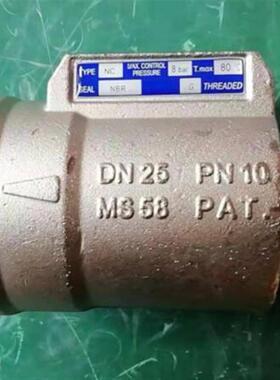 TYPE NC MAX. CONTROL PRESSURE 8 bar T.max 80
SEAL NBR G THREADED
DN 25 PN 10
MS 58 PAT.